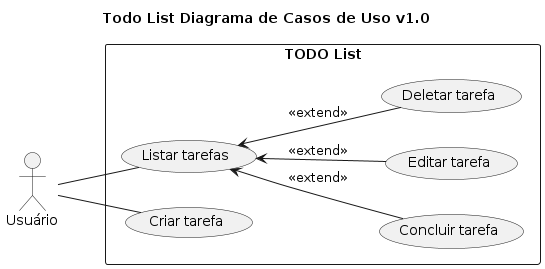 Todo List Diagrama de Casos de Uso v1.0
TODO List
Deletar tarefa
«extend»
Listar tarefas
«extend»
Editar tarefa
«extend»
Usuário
Criar tarefa
Concluir tarefa